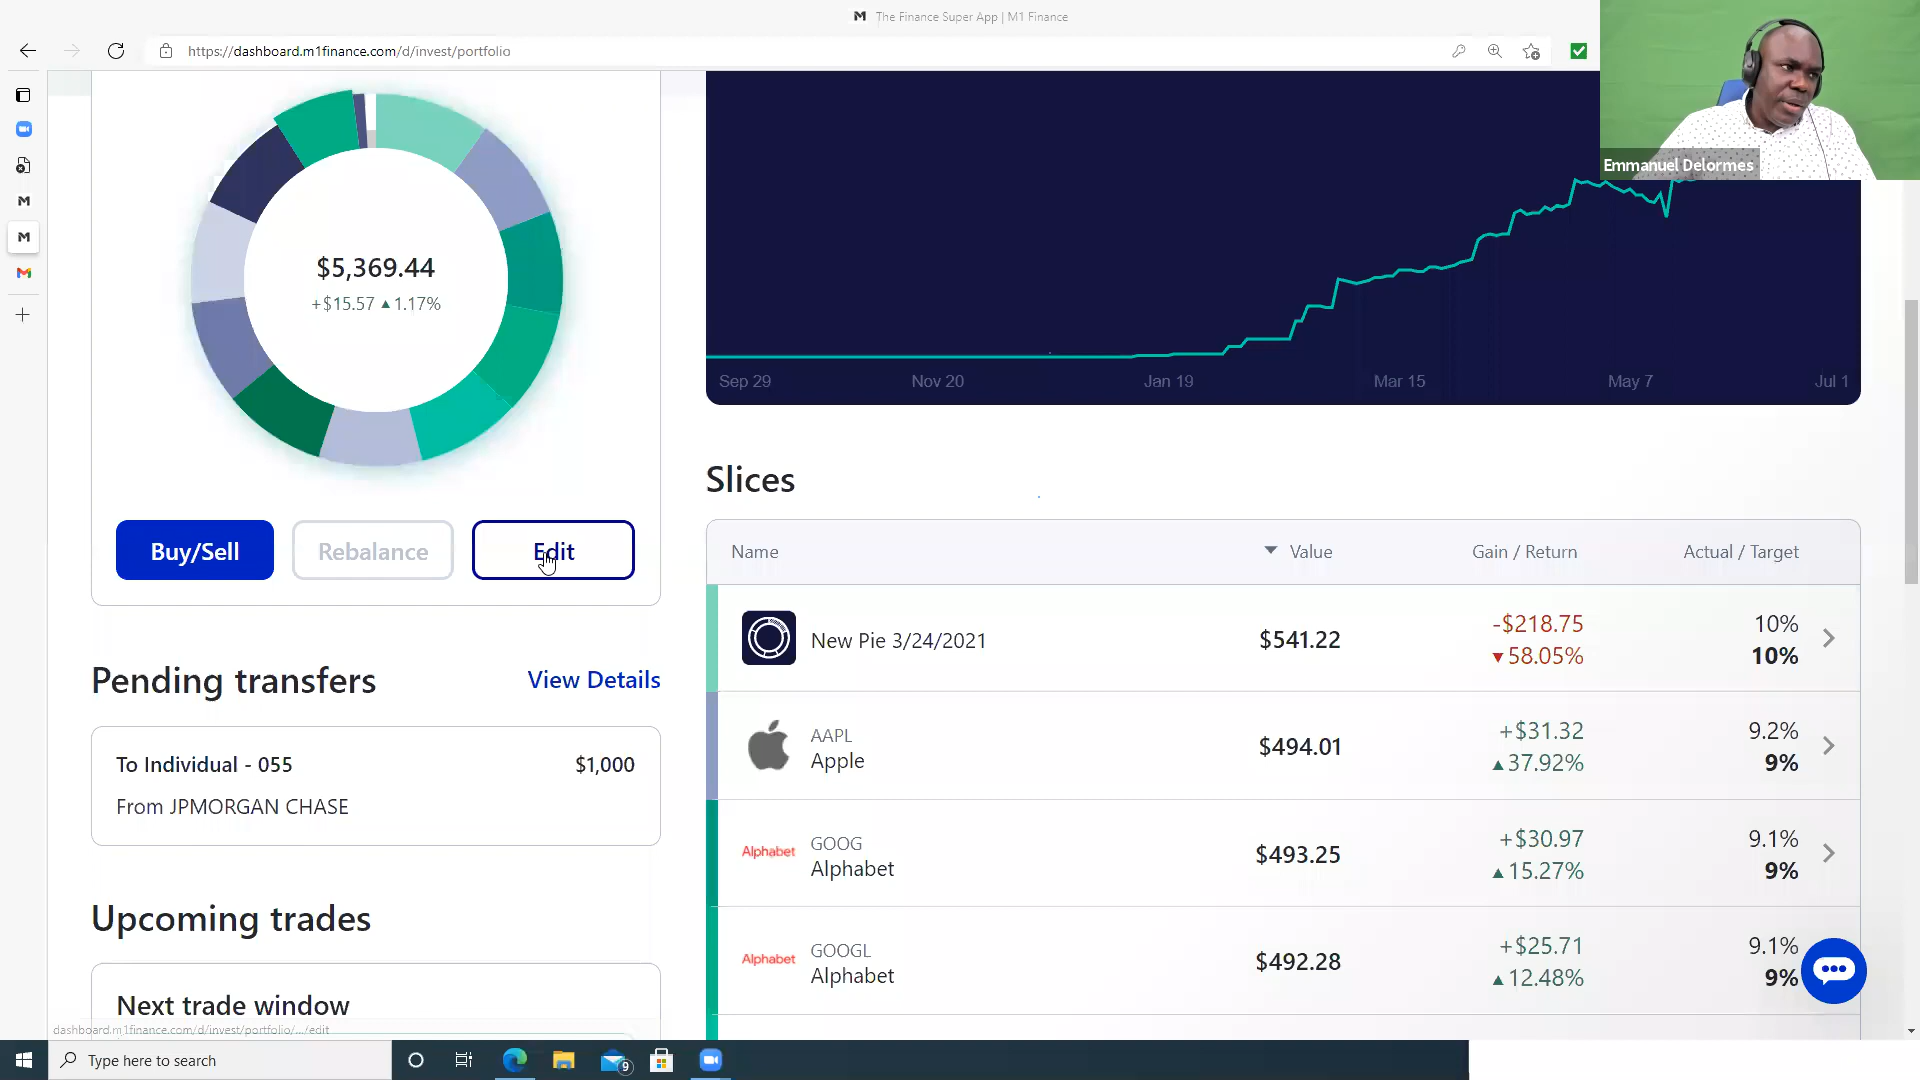 The Finance Super App | M1 Finance
https://dashboard.m1finance.com/d/invest/portfolio
Emmanuel Delormes
$5,369.44
+$15.57 ▲ 1.17%
Buy/Sell
Rebalance
Edit
Pending transfers
View Details
To Individual - 055
$1,000
From JPMORGAN CHASE
Upcoming trades
Next trade window
dashboard.m1finance.com/d/invest/portfolio/.../edit
Sep 29
Nov 20
Jan 19
Mar 15
May 7
Jul 1
Slices
Name
Value
Gain / Return
Actual / Target
New Pie 3/24/2021
$541.22
-$218.75
▼58.05%
10%
10%
AAPL
Apple
$494.01
+$31.32
▲37.92%
9.2%
9%
Alphabet
GOOG
Alphabet
$493.25
+$30.97
▲15.27%
9.1%
9%
Alphabet
GOOGL
Alphabet
$492.28
+$25.71
▲12.48%
9.1%
9%
Type here to search
9